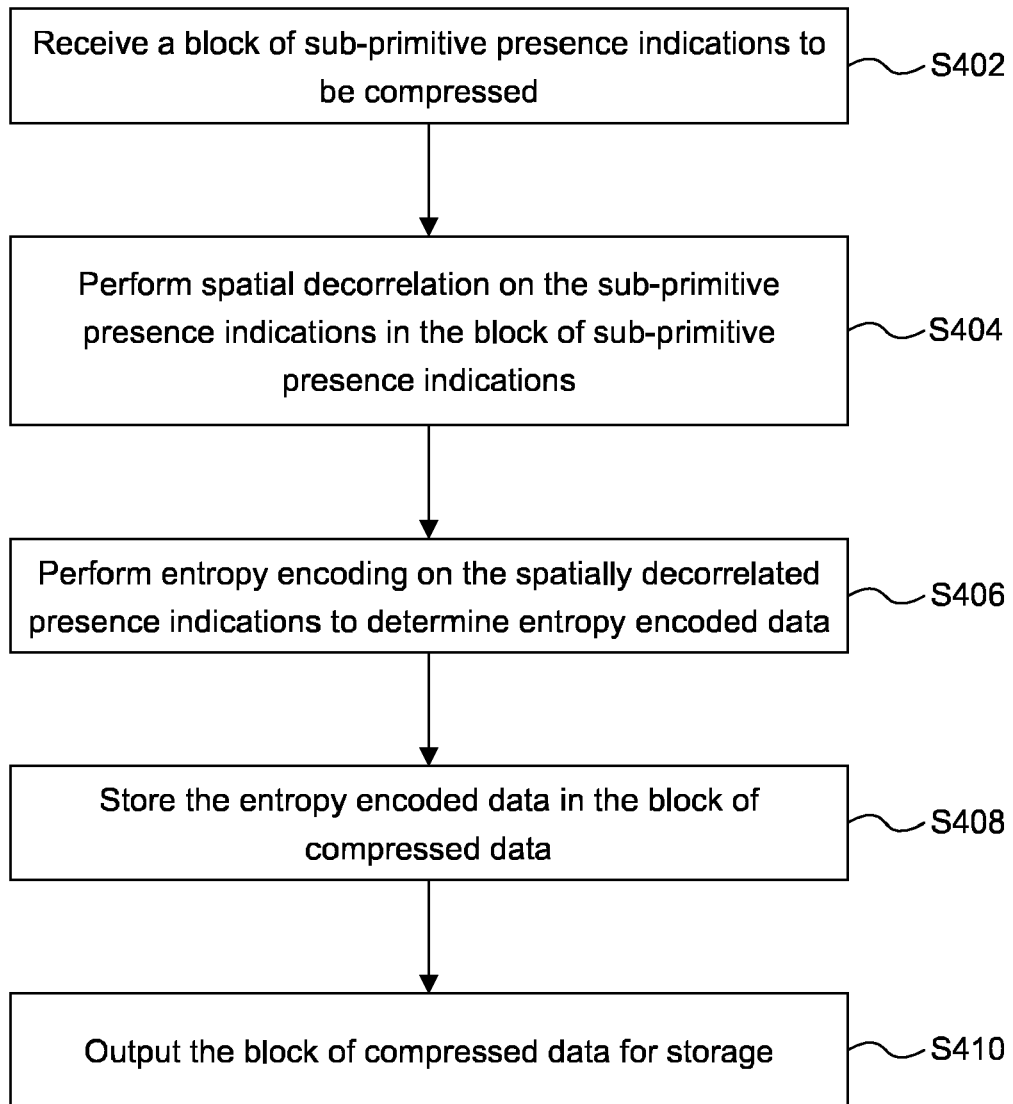 Receive a block of sub-primitive presence indications to
be compressed
S402
Perform spatial decorrelation on the sub-primitive
presence indications in the block of sub-primitive
presence indications
S404
Perform entropy encoding on the spatially decorrelated
presence indications to determine entropy encoded data
S406
Store the entropy encoded data in the block of
compressed data
S408
Output the block of compressed data for storage
S410